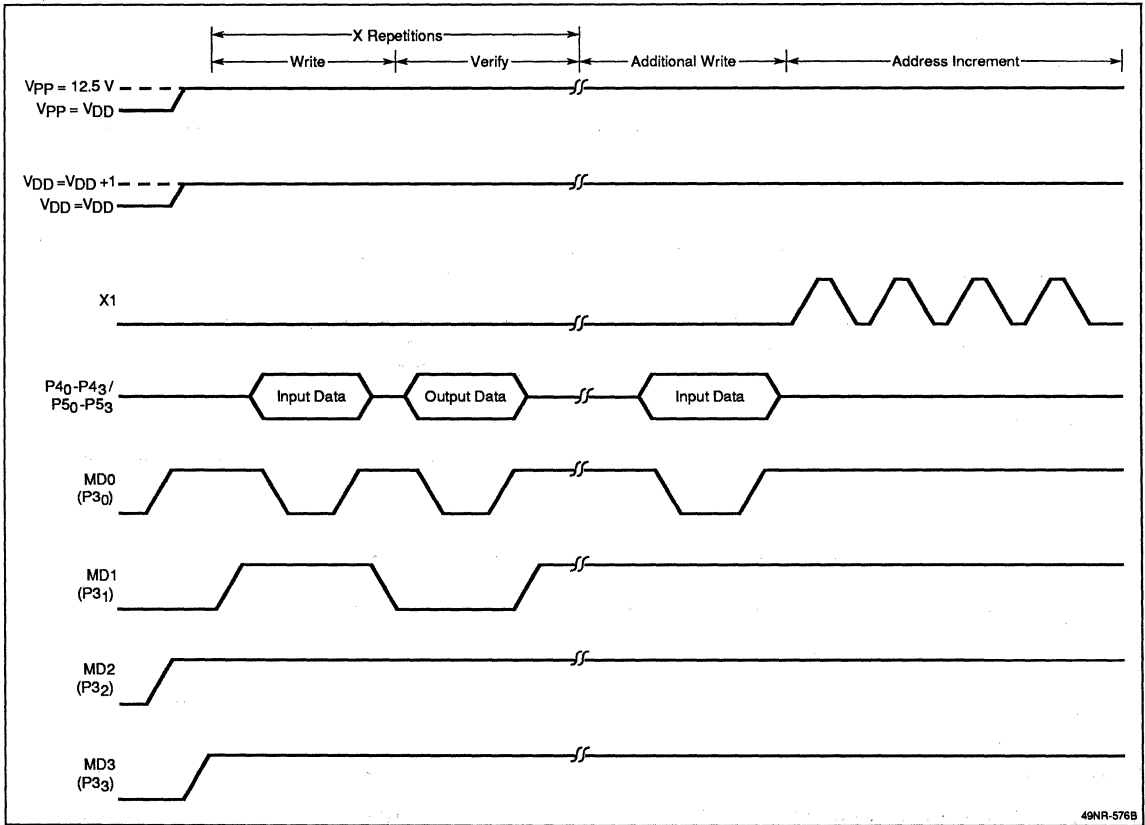 X Repetitions
Write
Verify
Additional Write
Address Increment
VPP = 12.5 V
VPP = VDD
VDD = VDD +1
VDD = VDD
X1
P40-P43 /
P50-P53
Input Data
Output Data
Input Data
MD0
(P30)
MD1
(P31)
MD2
(P32)
MD3
(P33)
49NR-576B